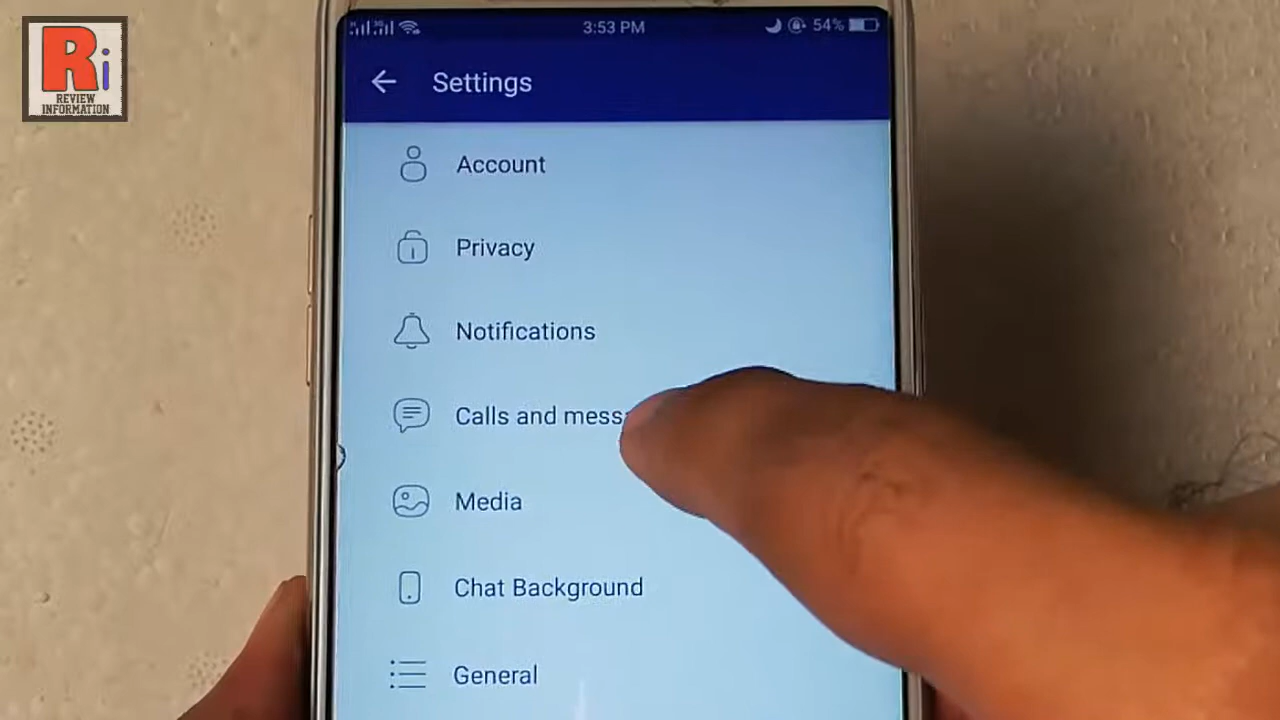 Ri
REVIEW
INFORMATION
3:53 PM
54%
Settings
Account
Privacy
Notifications
Calls and mess
Media
Chat Background
General